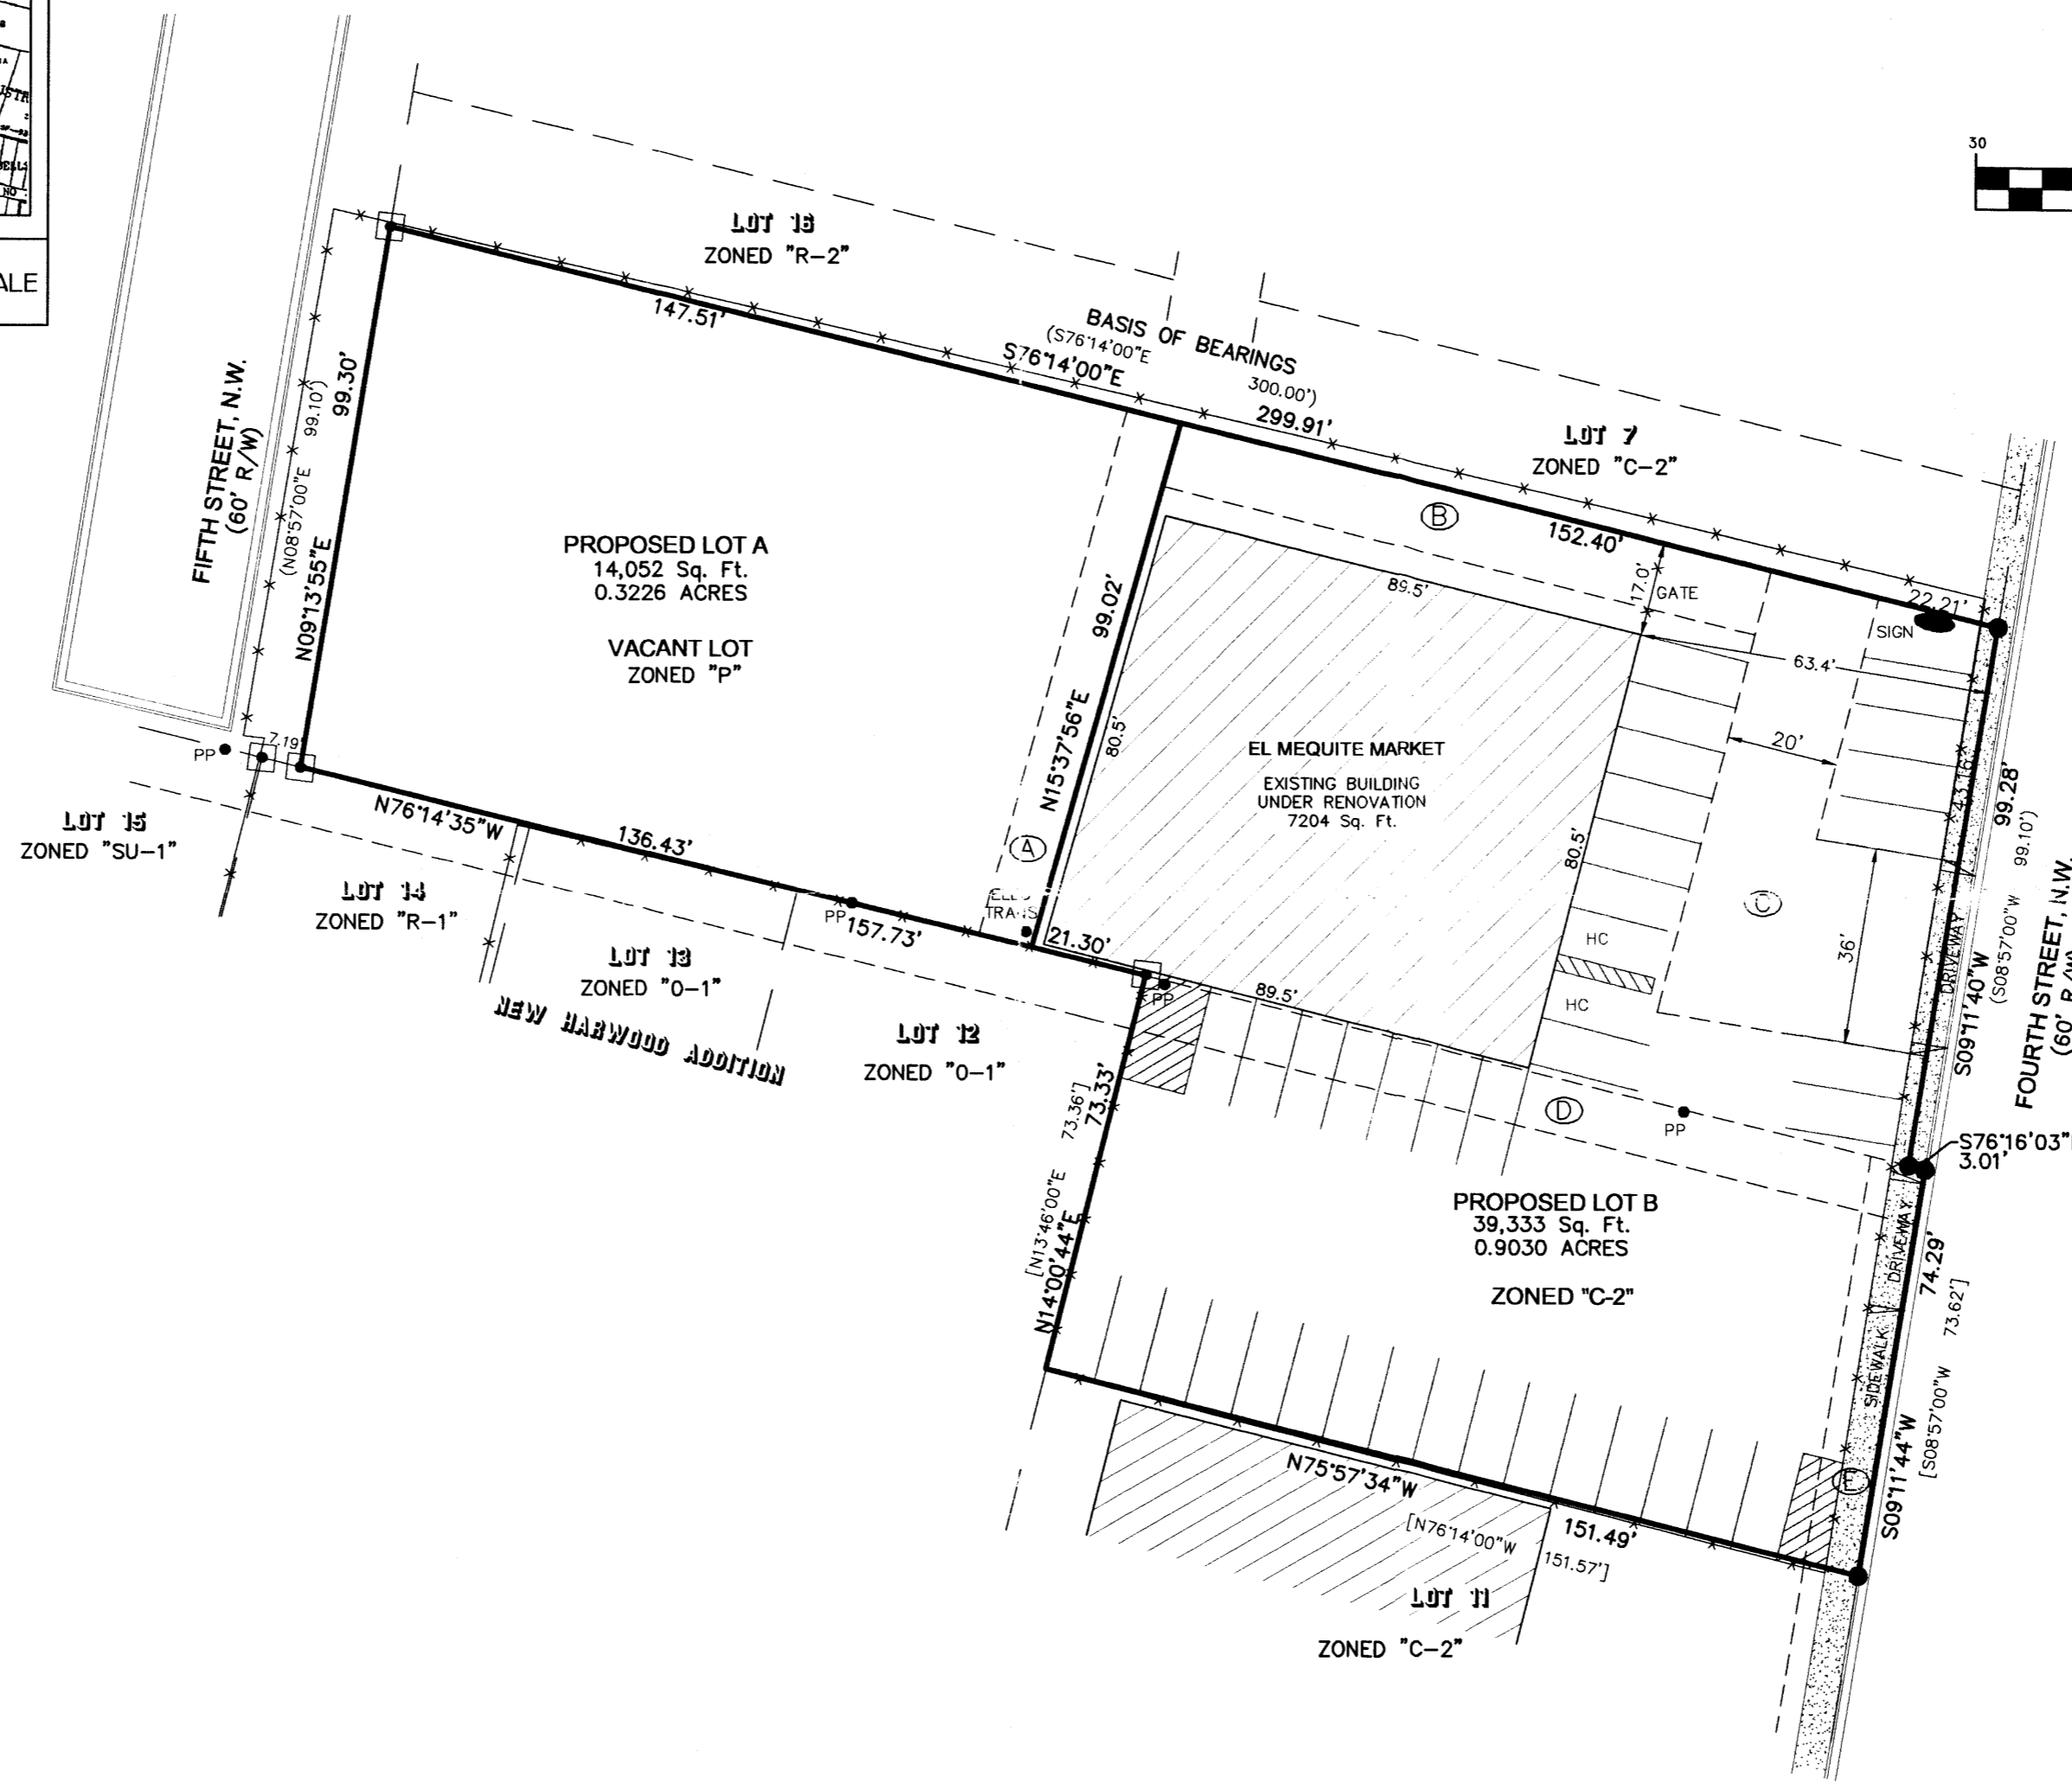 ALE
30
LOT 16
ZONED "R-2"
147.51'
BASIS OF BEARINGS
(S76°14'00"E
300.00')
S76°14'00"E
299.91'
LOT 7
ZONED "C-2"
FIFTH STREET, N.W.
(60' R/W)
(N08°57'00"E
99.10')
N09°13'55"E
99.30'
PROPOSED LOT A
14,052 Sq. Ft.
0.3226 ACRES
VACANT LOT
ZONED "P"
N15°37'56"E
99.02'
B
152.40'
17.0'
GATE
22.21'
SIGN
63.4'
89.5'
80.5'
EL MEQUITE MARKET
EXISTING BUILDING
UNDER RENOVATION
7204 Sq. Ft.
80.5'
20'
43.16'
99.28'
S09°11'40"W
(S08°57'00"W
99.10')
FOURTH STREET, N.W.
(60' R/W)
PP
7.19'
LOT 15
ZONED "SU-1"
N76°14'35"W
136.43'
LOT 14
ZONED "R-1"
A
ELEC
TRANS
PP
157.73'
21.30'
PP
89.5'
HC
HC
C
36'
DRIVEWAY
LOT 13
ZONED "O-1"
NEW HARWOOD ADDITION
LOT 12
ZONED "O-1"
73.33'
73.36']
[N13°46'00"E
N14°00'44"E
D
PP
S76°16'03"
3.01'
PROPOSED LOT B
39,333 Sq. Ft.
0.9030 ACRES
ZONED "C-2"
DRIVEWAY
SIDEWALK
74.29'
73.62']
S09°11'44"W
[S08°57'00"W
E
N75°57'34"W
151.49'
[N76°14'00"W
151.57']
LOT 11
ZONED "C-2"